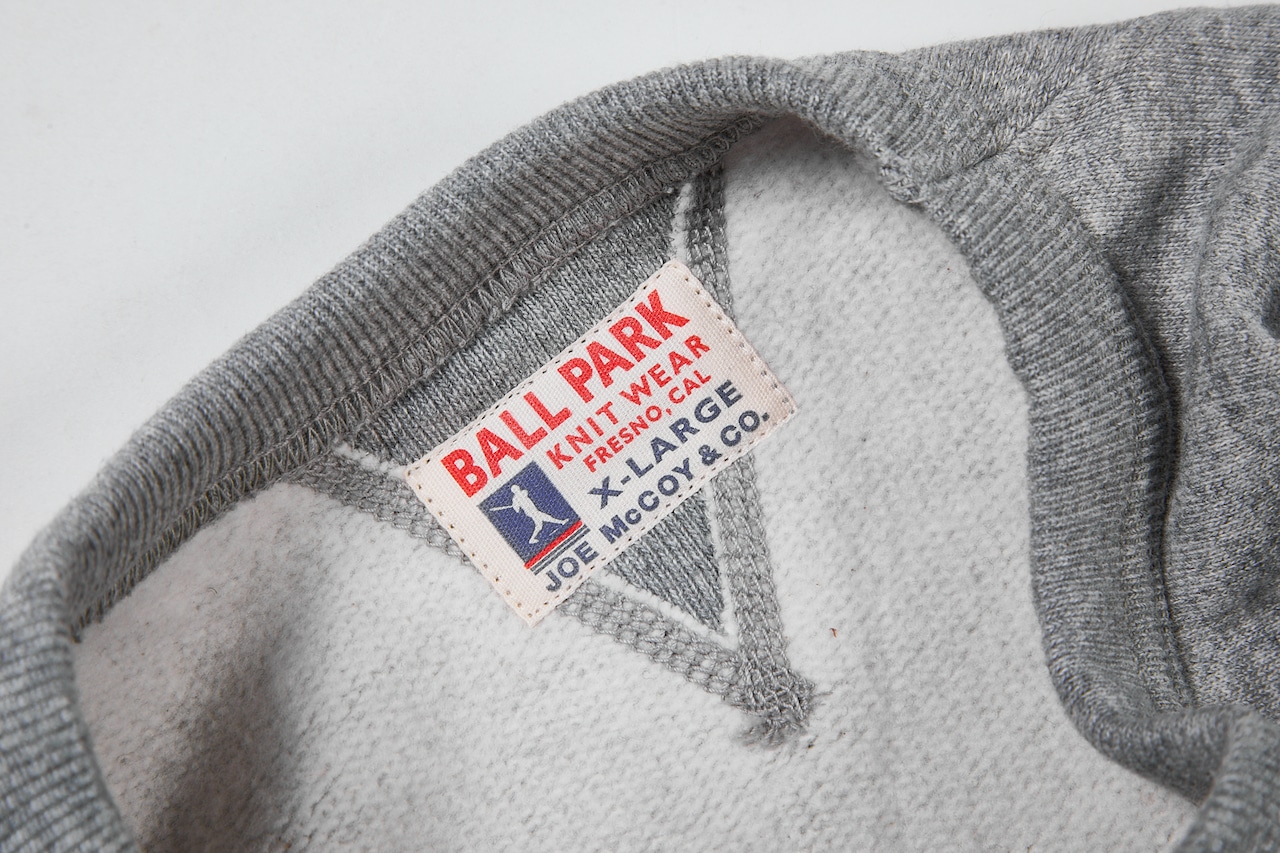 BALL PARK
KNIT WEAR
FRESNO, CAL
X-LARGE
JOE McCOY & CO.